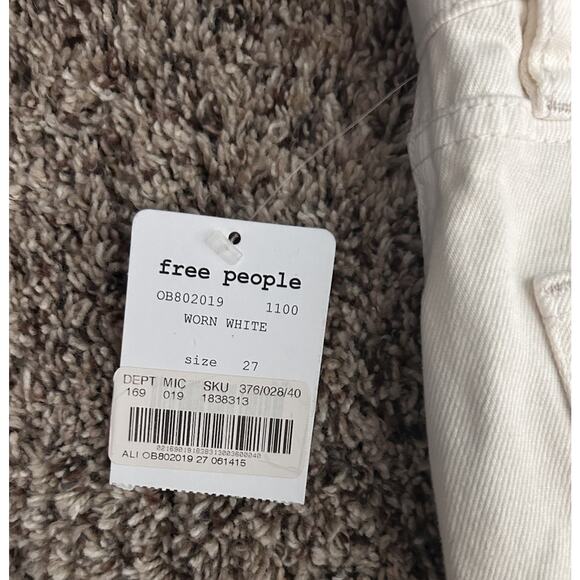 free people
OB802019 1100
WORN WHITE
size 27
DEPT MIC SKU 376/028/40
169 019 1838313
ALI OB802019 27 061415